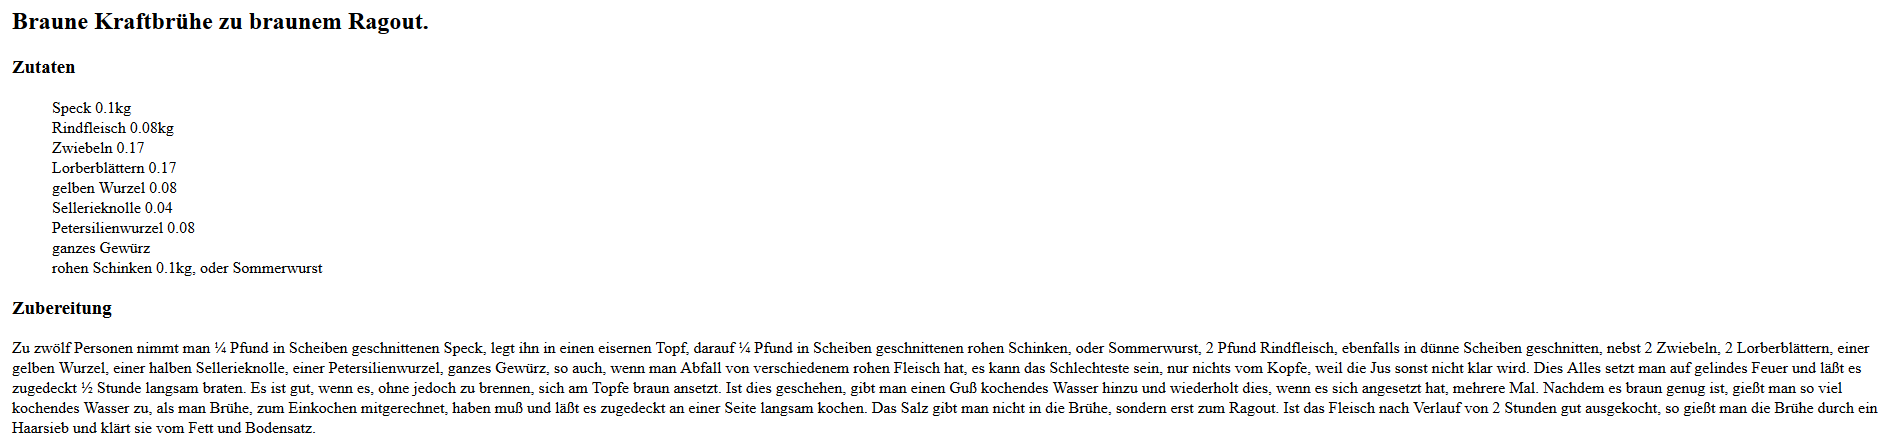 Braune Kraftbrühe zu braunem Ragout.
Zutaten
Speck 0.1kg
Rindfleisch 0.08kg
Zwiebeln 0.17
Lorberblättern 0.17
gelben Wurzel 0.08
Sellerieknolle 0.04
Petersilienwurzel 0.08
ganzes Gewürz
rohen Schinken 0.1kg, oder Sommerwurst
Zubereitung
Zu zwölf Personen nimmt man ¼ Pfund in Scheiben geschnittenen Speck, legt ihn in einen eisernen Topf, darauf ¼ Pfund in Scheiben geschnittenen rohen Schinken, oder Sommerwurst, 2 Pfund Rindfleisch, ebenfalls in dünne Scheiben geschnitten, nebst 2 Zwiebeln, 2 Lorberblättern, einer
gelben Wurzel, einer halben Sellerieknolle, einer Petersilienwurzel, ganzes Gewürz, so auch, wenn man Abfall von verschiedenem rohen Fleisch hat, es kann das Schlechteste sein, nur nichts vom Kopfe, weil die Jus sonst nicht klar wird. Dies Alles setzt man auf gelindes Feuer und läßt es
zugedeckt ½ Stunde langsam braten. Es ist gut, wenn es, ohne jedoch zu brennen, sich am Topfe braun ansetzt. Ist dies geschehen, gibt man einen Guß kochendes Wasser hinzu und wiederholt dies, wenn es sich angesetzt hat, mehrere Mal. Nachdem es braun genug ist, gießt man so viel
kochendes Wasser zu, als man Brühe, zum Einkochen mitgerechnet, haben muß und läßt es zugedeckt an einer Seite langsam kochen. Das Salz gibt man nicht in die Brühe, sondern erst zum Ragout. Ist das Fleisch nach Verlauf von 2 Stunden gut ausgekocht, so gießt man die Brühe durch ein
Haarsieb und klärt sie vom Fett und Bodensatz.